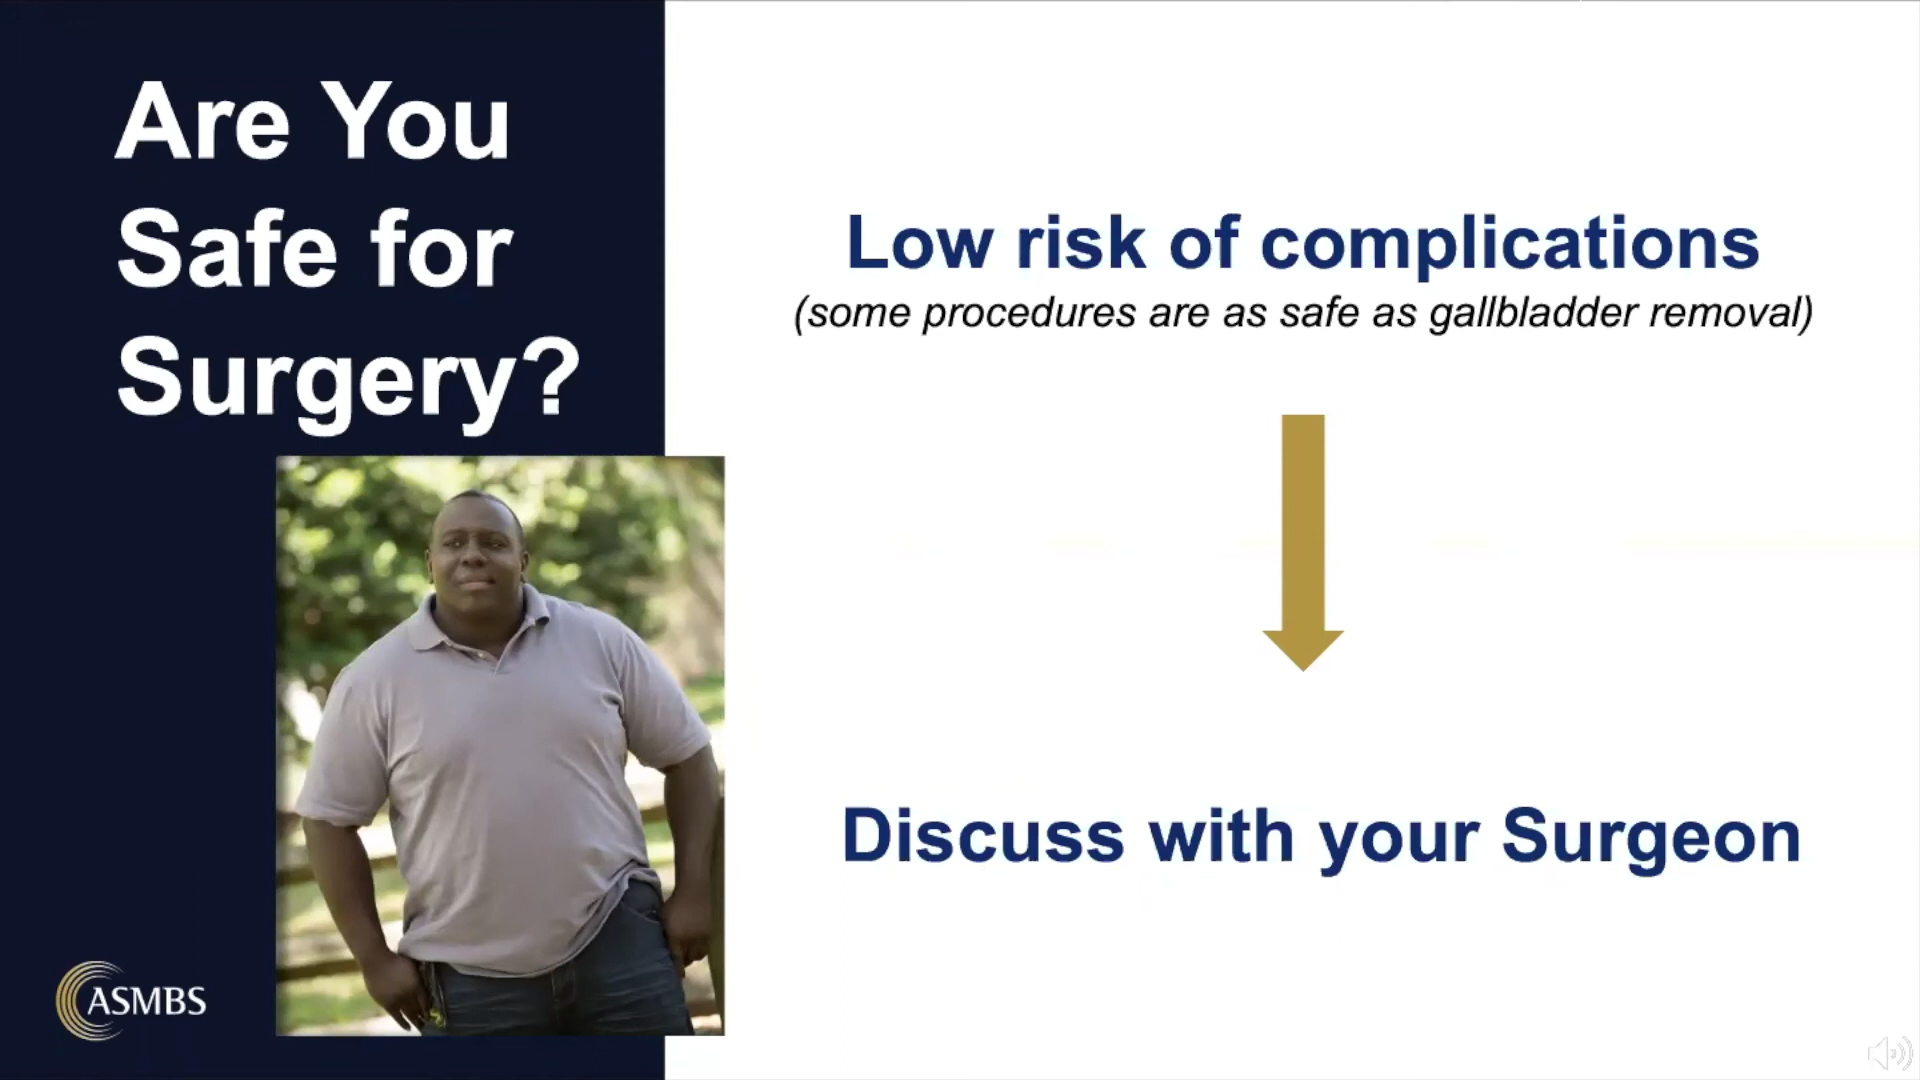 Are You
Safe for
Surgery?
Low risk of complications
(some procedures are as safe as gallbladder removal)
Discuss with your Surgeon
ASMBS